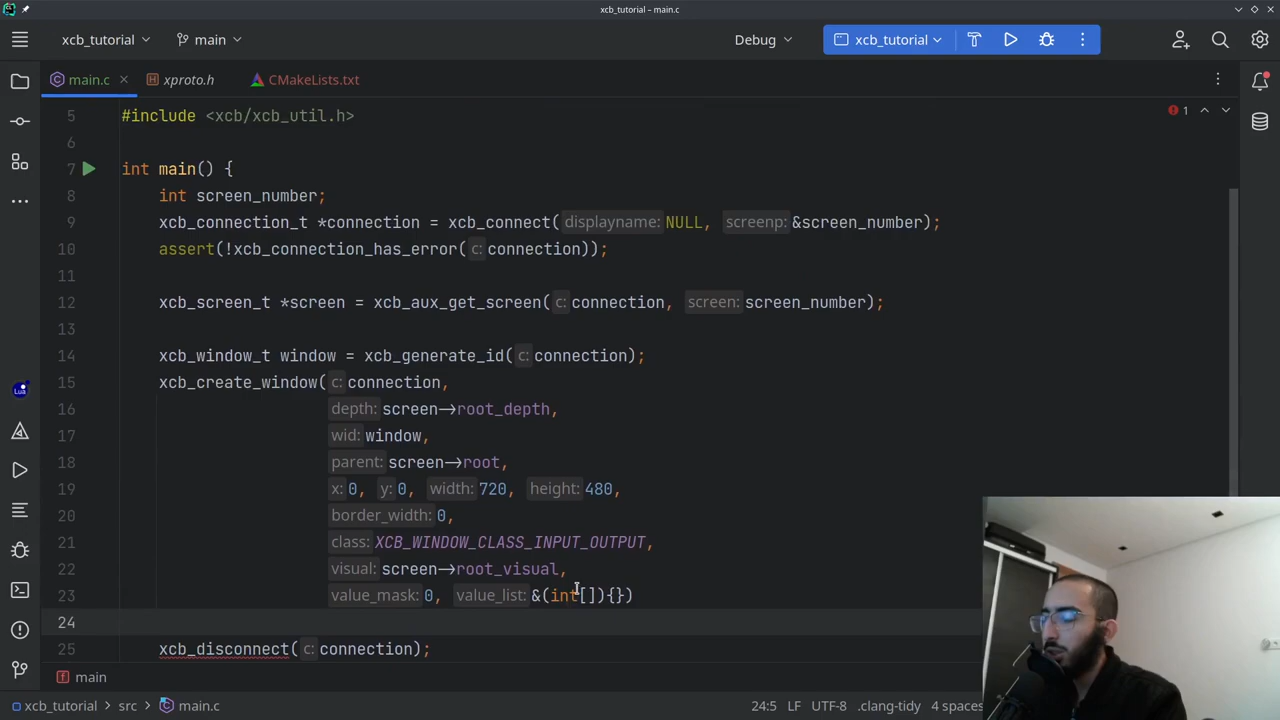 xcb_tutorial – main.c
xcb_tutorial main Debug xcb_tutorial
main.c xproto.h CMakeLists.txt
5 #include <xcb/xcb_util.h> 1
6
7 int main() {
8 int screen_number;
9 xcb_connection_t *connection = xcb_connect( displayname: NULL, screenp: &screen_number);
10 assert(!xcb_connection_has_error( c: connection));
11
12 xcb_screen_t *screen = xcb_aux_get_screen( c: connection, screen: screen_number);
13
14 xcb_window_t window = xcb_generate_id( c: connection);
15 xcb_create_window( c: connection,
16 depth: screen->root_depth,
17 wid: window,
18 parent: screen->root,
19 x: 0, y: 0, width: 720, height: 480,
20 border_width: 0,
21 class: XCB_WINDOW_CLASS_INPUT_OUTPUT,
22 visual: screen->root_visual,
23 value_mask: 0, value_list: &(int[]){})
24
25 xcb_disconnect( c: connection);
f main
xcb_tutorial > src > main.c 24:5 LF UTF-8 .clang-tidy 4 spaces
Lua